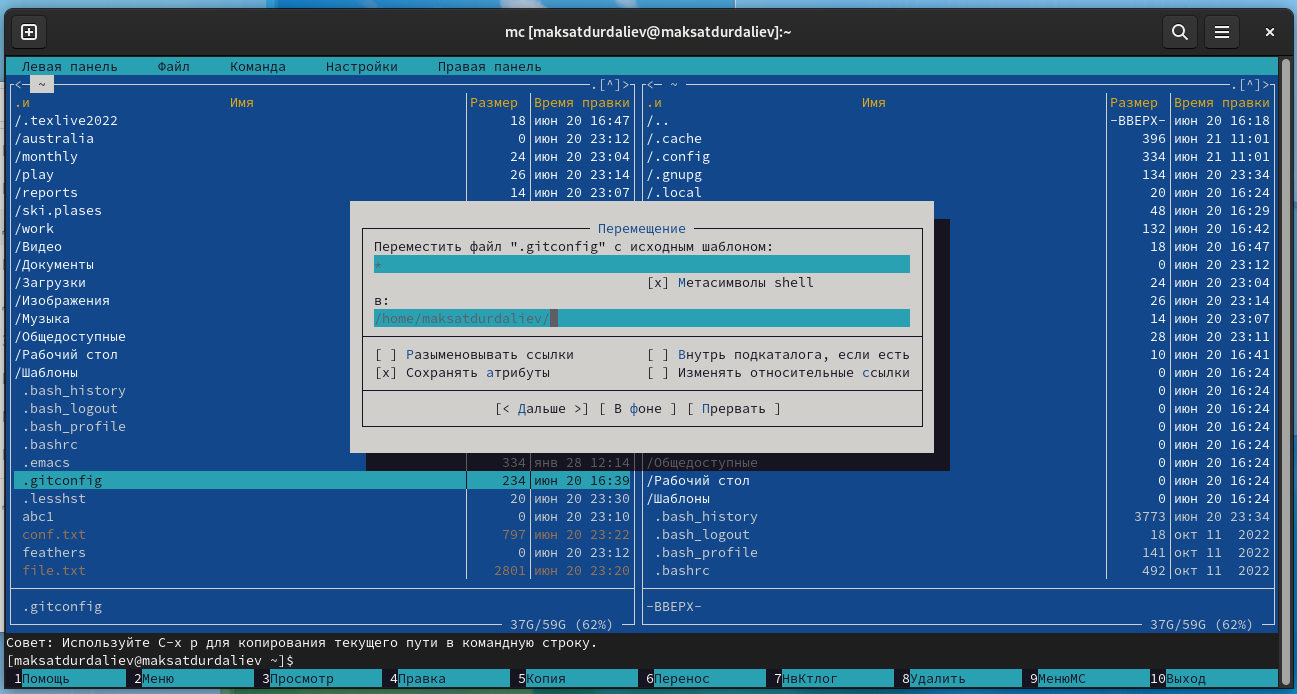 mc [maksatdurdaliev@maksatdurdaliev]:~
Левая панель Файл Команда Настройки Правая панель
<— ~ .[^]> <— ~ .[^]>
.и Имя Размер Время правки .и Имя Размер Время правки
/.texlive2022 18 июн 20 16:47 /.. -ВВЕРХ- июн 20 16:18
/australia 0 июн 20 23:12 /.cache 396 июн 21 11:01
/monthly 24 июн 20 23:04 /.config 334 июн 21 11:01
/play 26 июн 20 23:14 /.gnupg 134 июн 20 23:34
/reports 14 июн 20 23:07 /.local 20 июн 20 16:24
/ski.plases 48 июн 20 16:29
/work Перемещение 132 июн 20 16:42
/Видео Переместить файл ".gitconfig" с исходным шаблоном: 18 июн 20 16:47
/Документы * 0 июн 20 23:12
/Загрузки [x] Метасимволы shell 24 июн 20 23:04
/Изображения в: 26 июн 20 23:14
/Музыка /home/maksatdurdaliev/ 14 июн 20 23:07
/Общедоступные 28 июн 20 23:11
/Рабочий стол [ ] Разыменовывать ссылки [ ] Внутрь подкаталога, если есть 10 июн 20 16:41
/Шаблоны [x] Сохранять атрибуты [ ] Изменять относительные ссылки 0 июн 20 16:24
.bash_history 0 июн 20 16:24
.bash_logout [< Дальше >] [ В фоне ] [ Прервать ] 0 июн 20 16:24
.bash_profile 0 июн 20 16:24
.bashrc 0 июн 20 16:24
.emacs 334 янв 28 12:14 /Общедоступные 0 июн 20 16:24
.gitconfig 234 июн 20 16:39 /Рабочий стол 0 июн 20 16:24
.lesshst 20 июн 20 23:30 /Шаблоны 0 июн 20 16:24
abc1 0 июн 20 23:10 .bash_history 3773 июн 20 23:34
conf.txt 797 июн 20 23:22 .bash_logout 18 окт 11 2022
feathers 0 июн 20 23:12 .bash_profile 141 окт 11 2022
file.txt 2801 июн 20 23:20 .bashrc 492 окт 11 2022
.gitconfig -ВВЕРХ-
37G/59G (62%) 37G/59G (62%)
Совет: Используйте C-x p для копирования текущего пути в командную строку.
[maksatdurdaliev@maksatdurdaliev ~]$
1Помощь 2Меню 3Просмотр 4Правка 5Копия 6Перенос 7НвКтлог 8Удалить 9МенюMC 10Выход